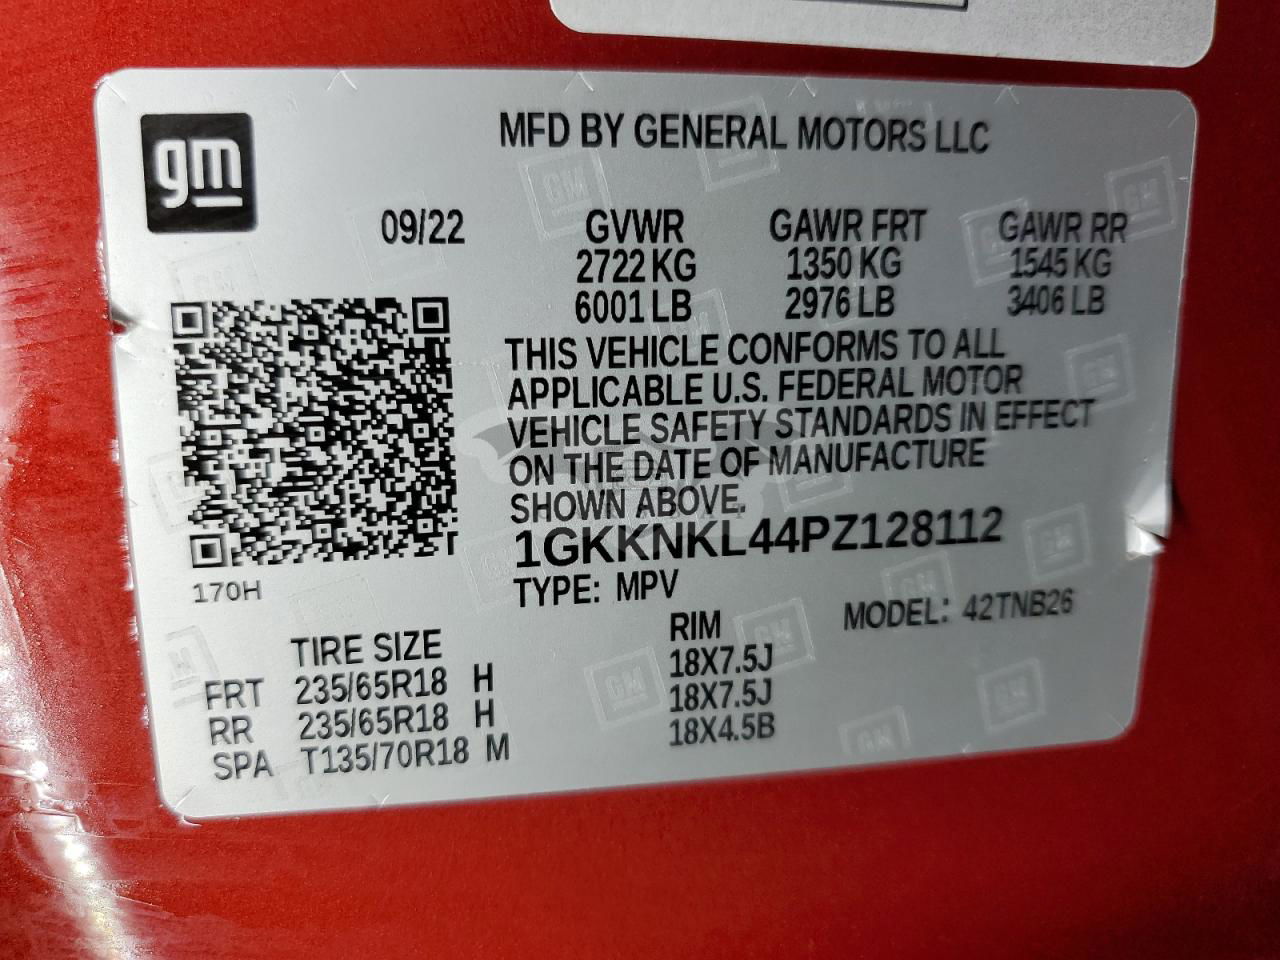 gm
MFD BY GENERAL MOTORS LLC
09/22 GVWR GAWR FRT GAWR RR
2722 KG 1350 KG 1545 KG
6001 LB 2976 LB 3406 LB
THIS VEHICLE CONFORMS TO ALL
APPLICABLE U.S. FEDERAL MOTOR
VEHICLE SAFETY STANDARDS IN EFFECT
ON THE DATE OF MANUFACTURE
SHOWN ABOVE.
1GKKNKL44PZ128112
170H
TYPE: MPV
MODEL: 42TNB26
TIRE SIZE RIM
FRT 235/65R18 H 18X7.5J
RR 235/65R18 H 18X7.5J
SPA T135/70R18 M 18X4.5B